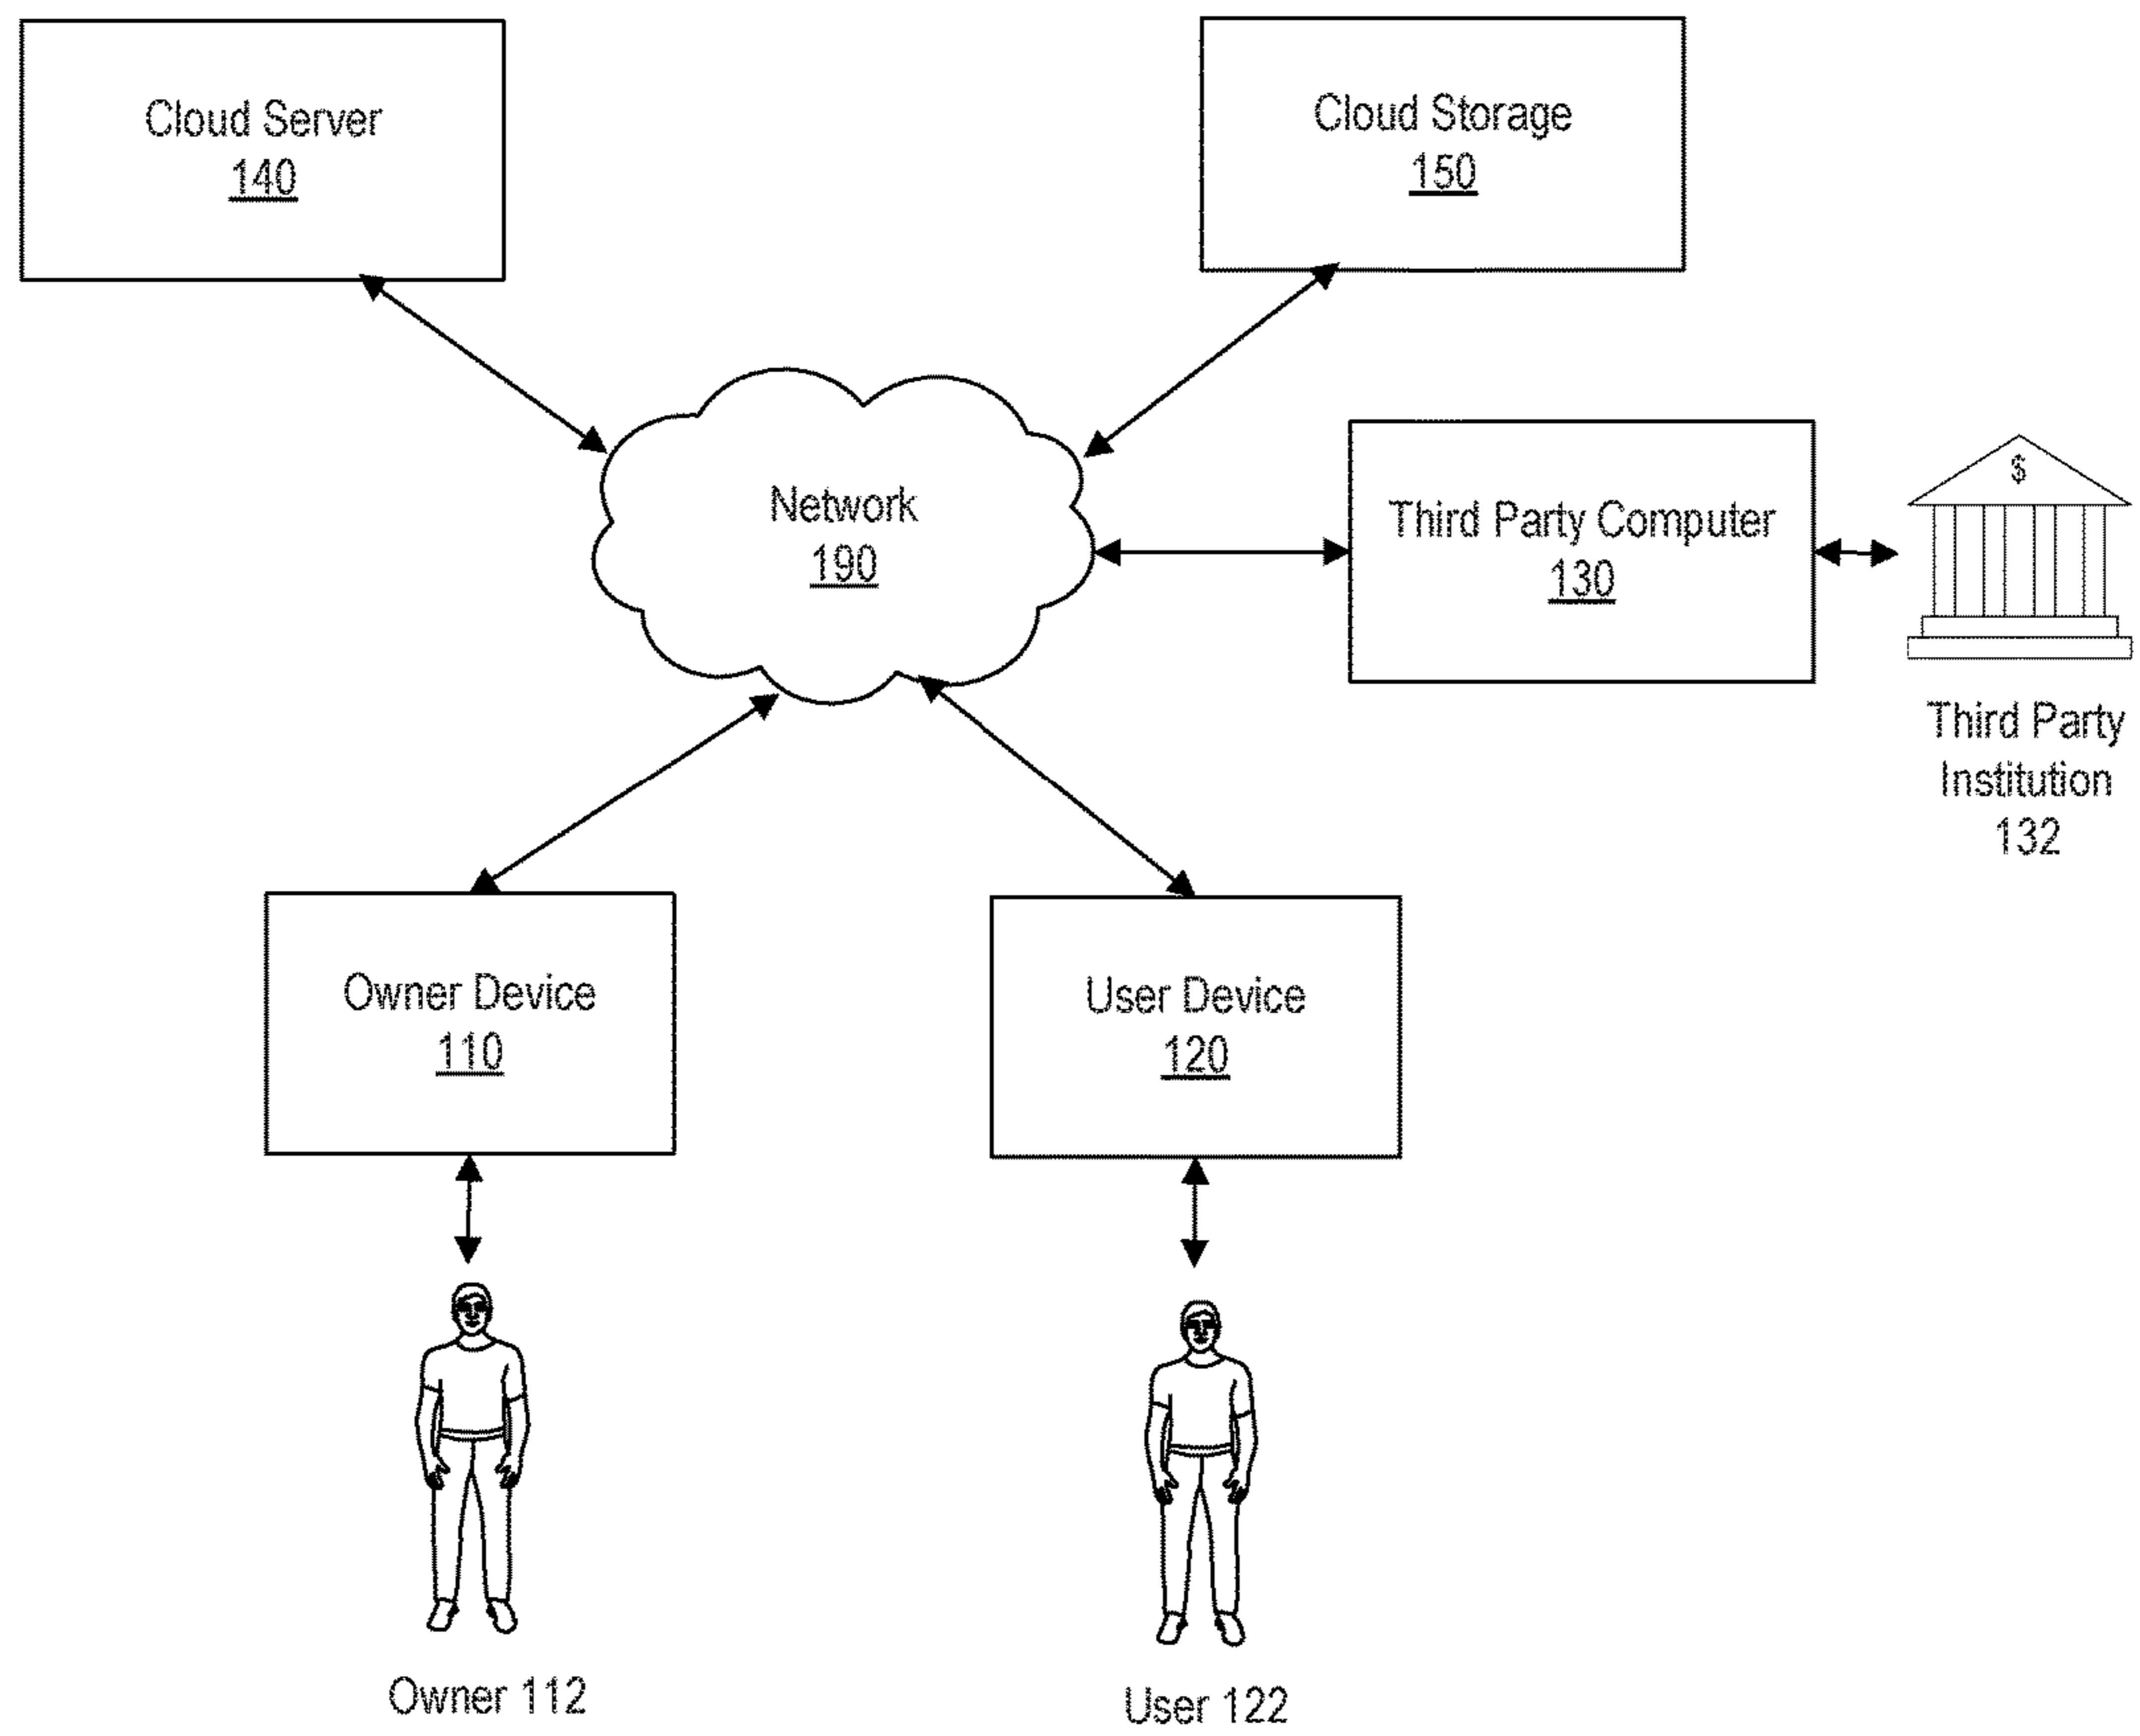 Cloud Server
140
Cloud Storage
150
Network
190
Third Party Computer
130
$
Third Party
Institution
132
Owner Device
110
User Device
120
Owner 112
User 122